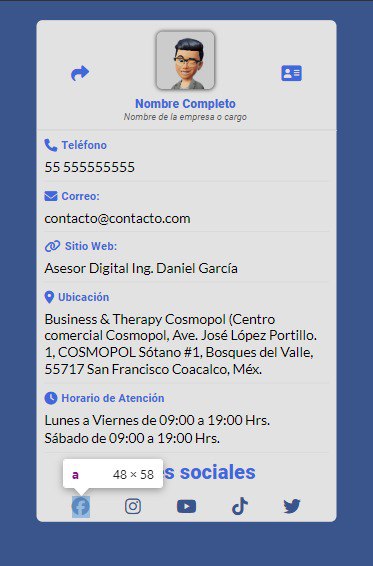 Nombre Completo
Nombre de la empresa o cargo
Teléfono
55 555555555
Correo:
contacto@contacto.com
Sitio Web:
Asesor Digital Ing. Daniel García
Ubicación
Business & Therapy Cosmopol (Centro
comercial Cosmopol, Ave. José López Portillo.
1, COSMOPOL Sótano #1, Bosques del Valle,
55717 San Francisco Coacalco, Méx.
Horario de Atención
Lunes a Viernes de 09:00 a 19:00 Hrs.
Sábado de 09:00 a 19:00 Hrs.
a 48 × 58
s sociales